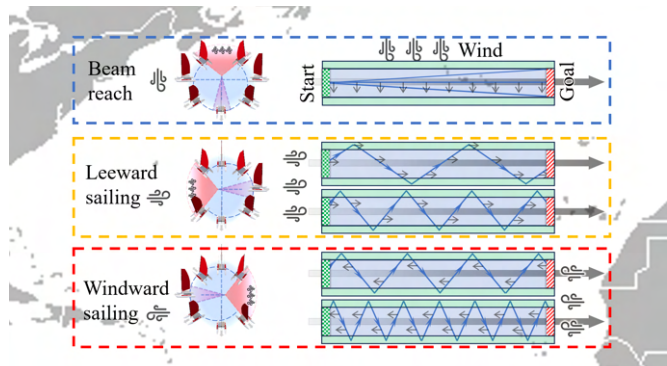 Wind
Beam
reach
Start
Goal
Leeward
sailing
Windward
sailing